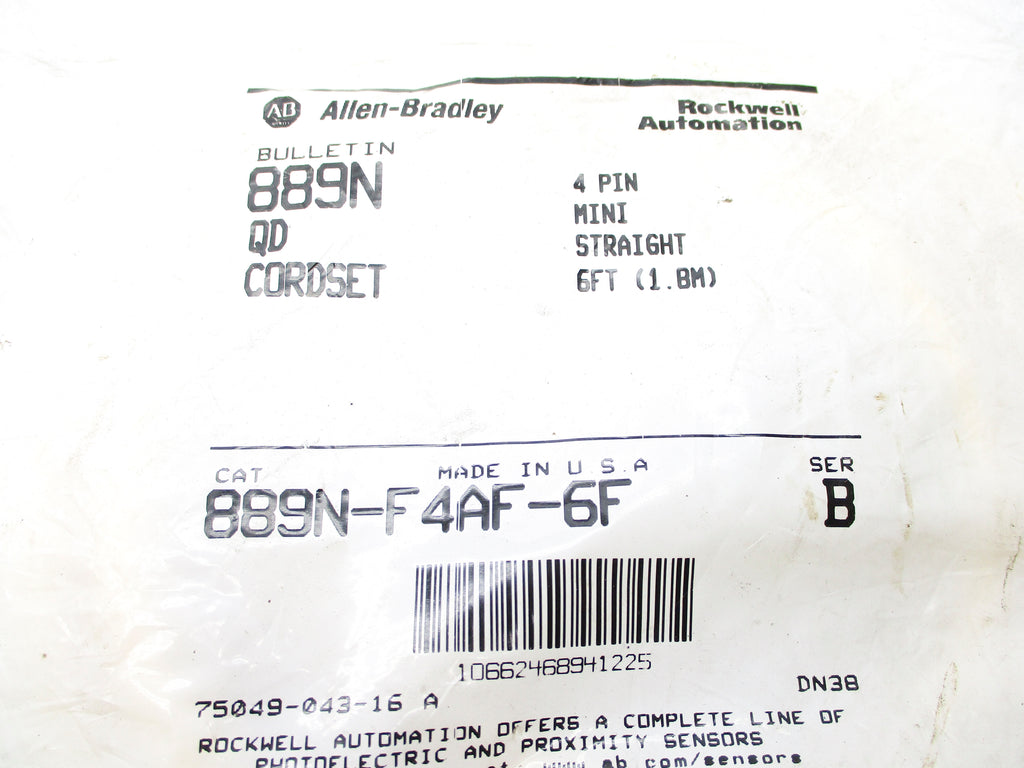 AB Allen-Bradley
Rockwell
Automation
BULLETIN
889N
QD
CORDSET
4 PIN
MINI
STRAIGHT
6FT (1.8M)
CAT MADE IN U.S.A SER
889N-F4AF-6F B
10662468941225
75049-043-16 A DN38
ROCKWELL AUTOMATION OFFERS A COMPLETE LINE OF
PHOTOELECTRIC AND PROXIMITY SENSORS
ab.com/sensors